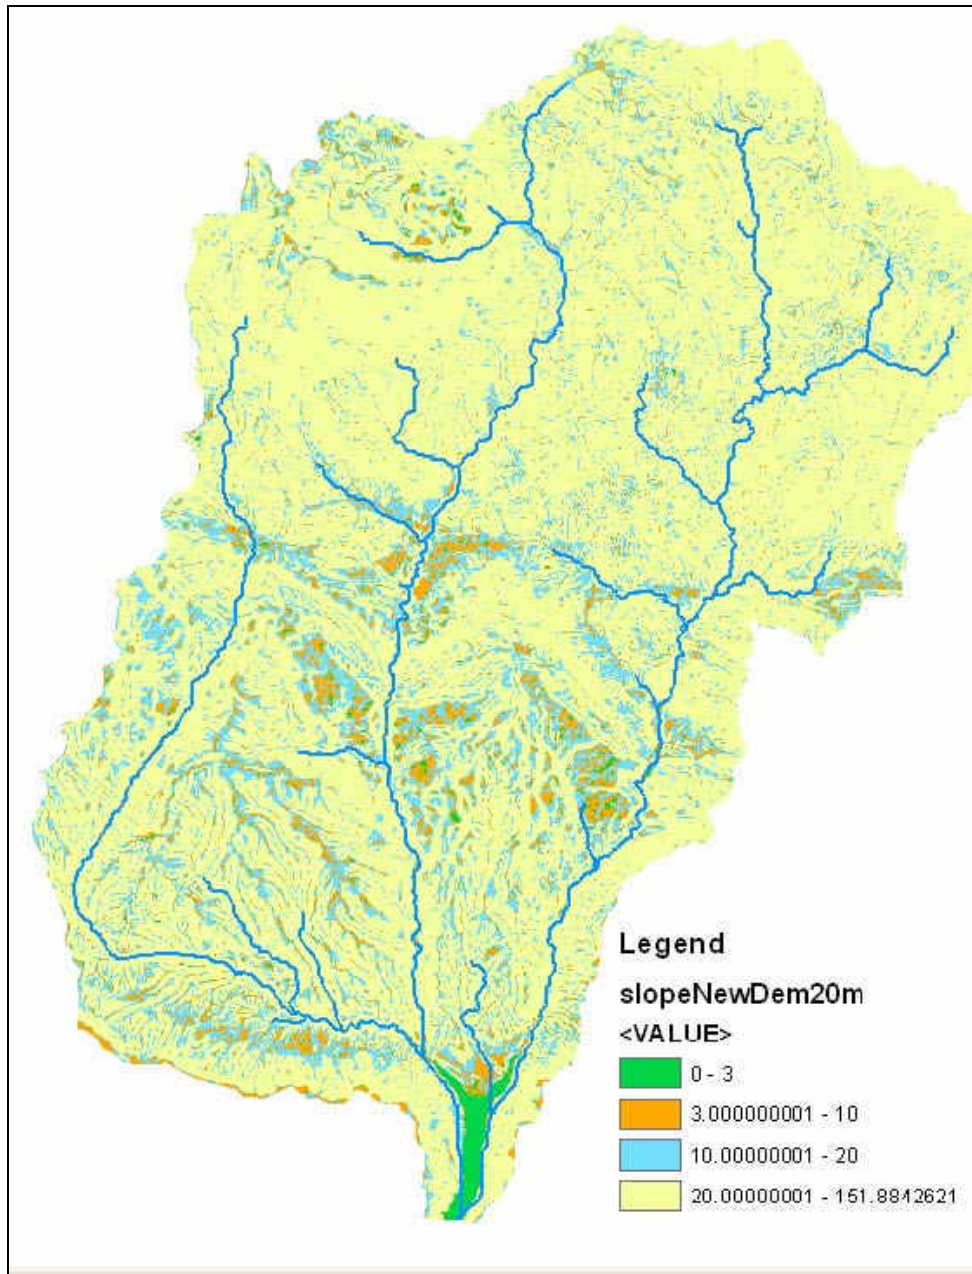 Legend
slopeNewDem20m
<VALUE>
0 - 3
3.000000001 - 10
10.00000001 - 20
20.00000001 - 151.8842621